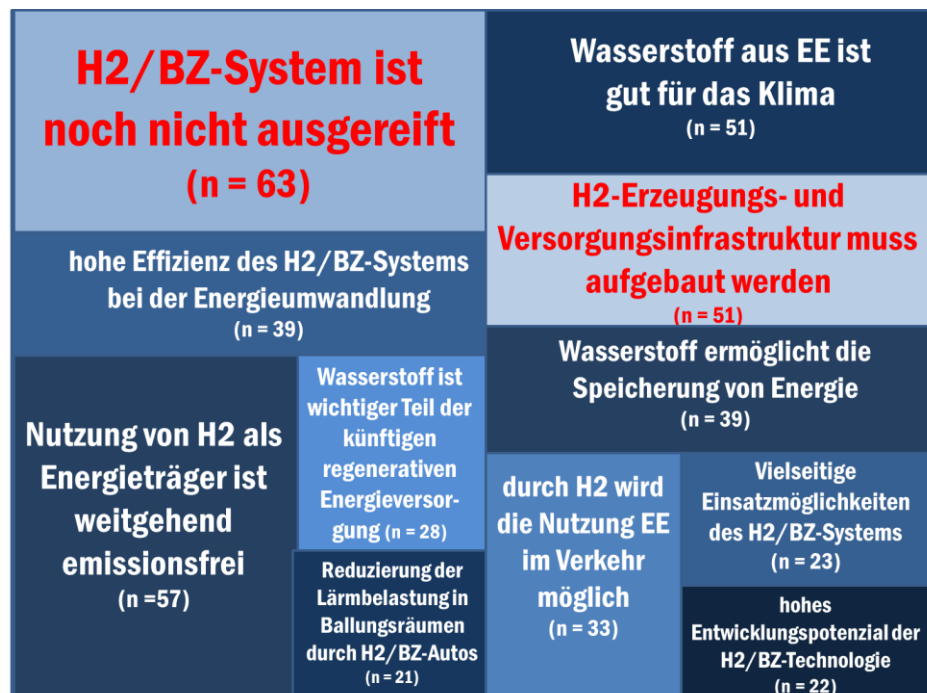 H2/BZ-System ist
noch nicht ausgereift
(n = 63)
Wasserstoff aus EE ist
gut für das Klima
(n = 51)
H2-Erzeugungs- und
Versorgungsinfrastruktur muss
aufgebaut werden
(n = 51)
hohe Effizienz des H2/BZ-Systems
bei der Energieumwandlung
(n = 39)
Wasserstoff ermöglicht die
Speicherung von Energie
(n = 39)
Nutzung von H2 als
Energieträger ist
weitgehend
emissionsfrei
(n =57)
Wasserstoff ist
wichtiger Teil der
künftigen
regenerativen
Energieversor-
gung (n = 28)
Reduzierung der
Lärmbelastung in
Ballungsräumen
durch H2/BZ-Autos
(n = 21)
durch H2 wird
die Nutzung EE
im Verkehr
möglich
(n = 33)
Vielseitige
Einsatzmöglichkeiten
des H2/BZ-Systems
(n = 23)
hohes
Entwicklungspotenzial der
H2/BZ-Technologie
(n = 22)